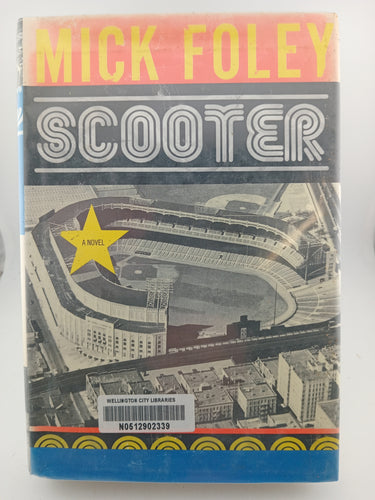 MICK FOLEY
SCOOTER
A NOVEL
WELLINGTON CITY LIBRARIES
N0512902339